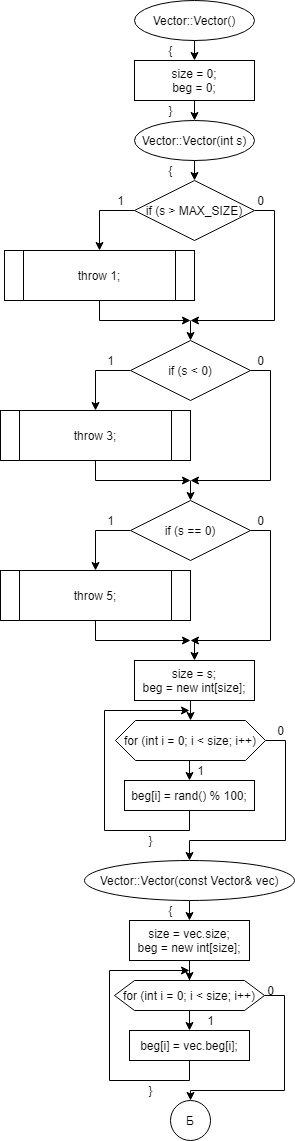 Vector::Vector()
{
size = 0;
beg = 0;
}
Vector::Vector(int s)
{
if (s > MAX_SIZE)
1
0
throw 1;
if (s < 0)
1
0
throw 3;
if (s == 0)
1
0
throw 5;
size = s;
beg = new int[size];
for (int i = 0; i < size; i++)
0
1
beg[i] = rand() % 100;
}
Vector::Vector(const Vector& vec)
{
size = vec.size;
beg = new int[size];
for (int i = 0; i < size; i++)
0
1
beg[i] = vec.beg[i];
}
Б